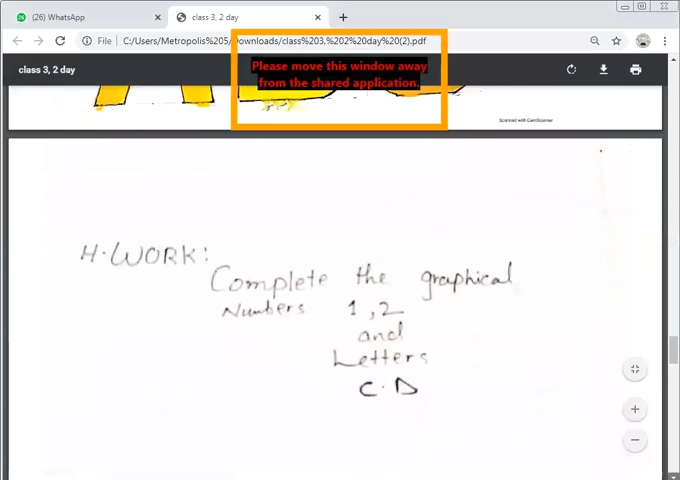 (26) WhatsApp
class 3, 2 day
File
C:/Users/Metropolis%205/Downloads/class%203,%202%20day%20(2).pdf
class 3, 2 day
Please move this window away
from the shared application.
Scanned with CamScanner
H.WORK:
Complete the graphical
Numbers 1,2
and
Letters
C.D